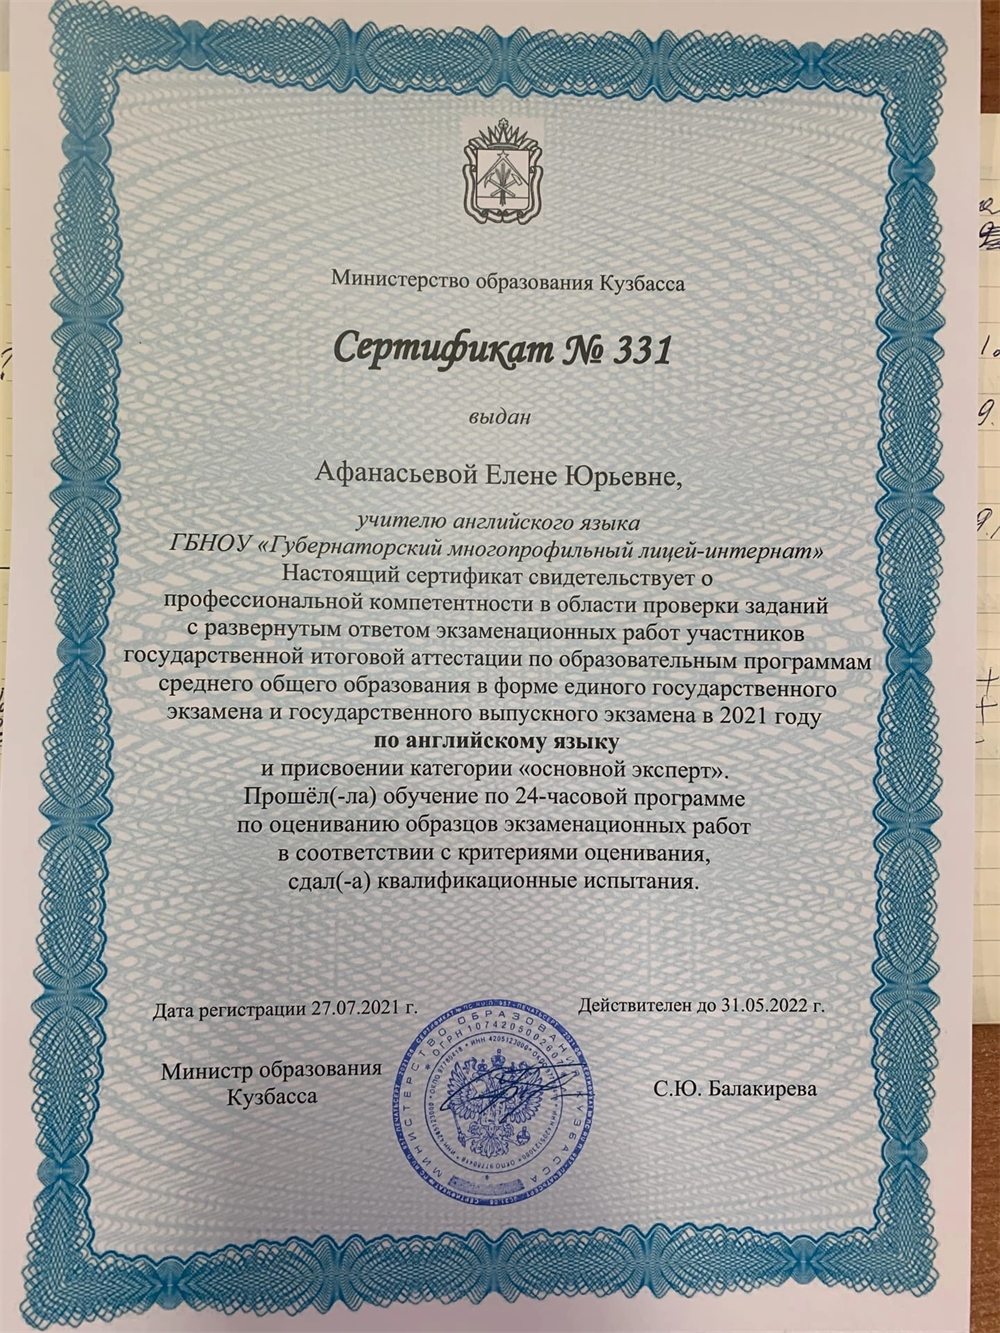 Министерство образования Кузбасса
Сертификат № 331
выдан
Афанасьевой Елене Юрьевне,
учителю английского языка
ГБНОУ «Губернаторский многопрофильный лицей-интернат»
Настоящий сертификат свидетельствует о
профессиональной компетентности в области проверки заданий
с развернутым ответом экзаменационных работ участников
государственной итоговой аттестации по образовательным программам
среднего общего образования в форме единого государственного
экзамена и государственного выпускного экзамена в 2021 году
по английскому языку
и присвоении категории «основной эксперт».
Прошёл(-ла) обучение по 24-часовой программе
по оцениванию образцов экзаменационных работ
в соответствии с критериями оценивания,
сдал(-а) квалификационные испытания.
Дата регистрации 27.07.2021 г.
Действителен до 31.05.2022 г.
Министр образования
Кузбасса
С.Ю. Балакирева
МИНИСТЕРСТВО ОБРАЗОВАНИЯ КУЗБАССА